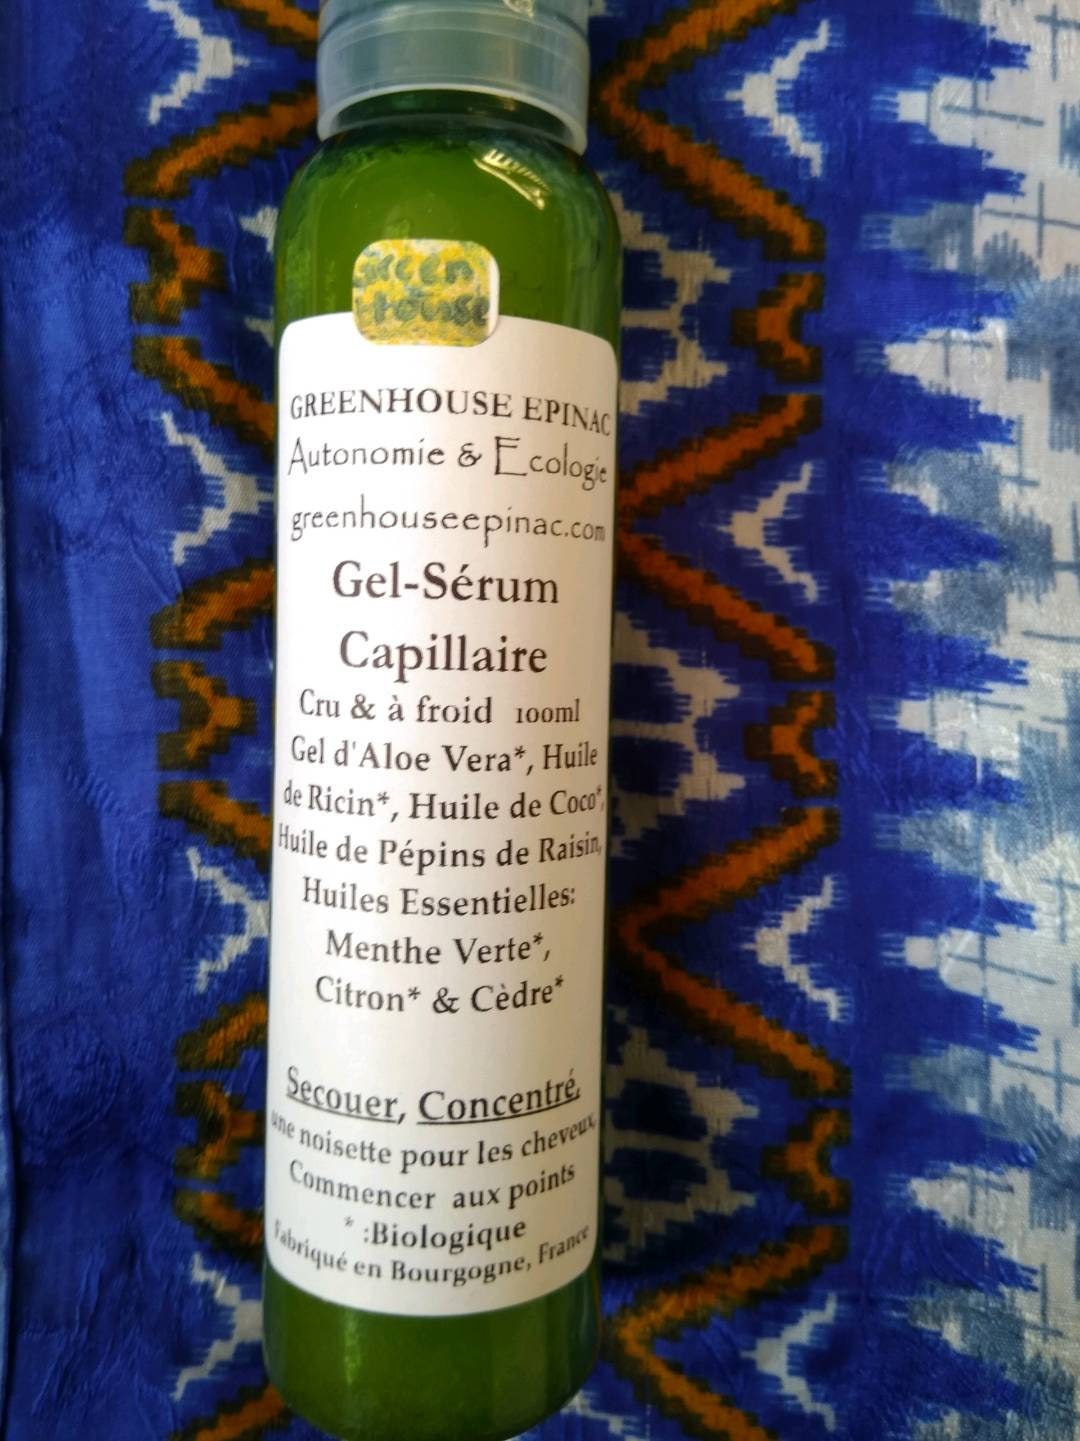 Green
House
GREENHOUSE EPINAC
Autonomie & Ecologie
greenhouseepinac.com
Gel-Sérum
Capillaire
Cru & à froid 100ml
Gel d'Aloe Vera*, Huile
de Ricin*, Huile de Coco*,
Huile de Pépins de Raisin,
Huiles Essentielles:
Menthe Verte*,
Citron* & Cèdre*
Secouer, Concentré,
une noisette pour les cheveux,
Commencer aux points
* :Biologique
Fabriqué en Bourgogne, France